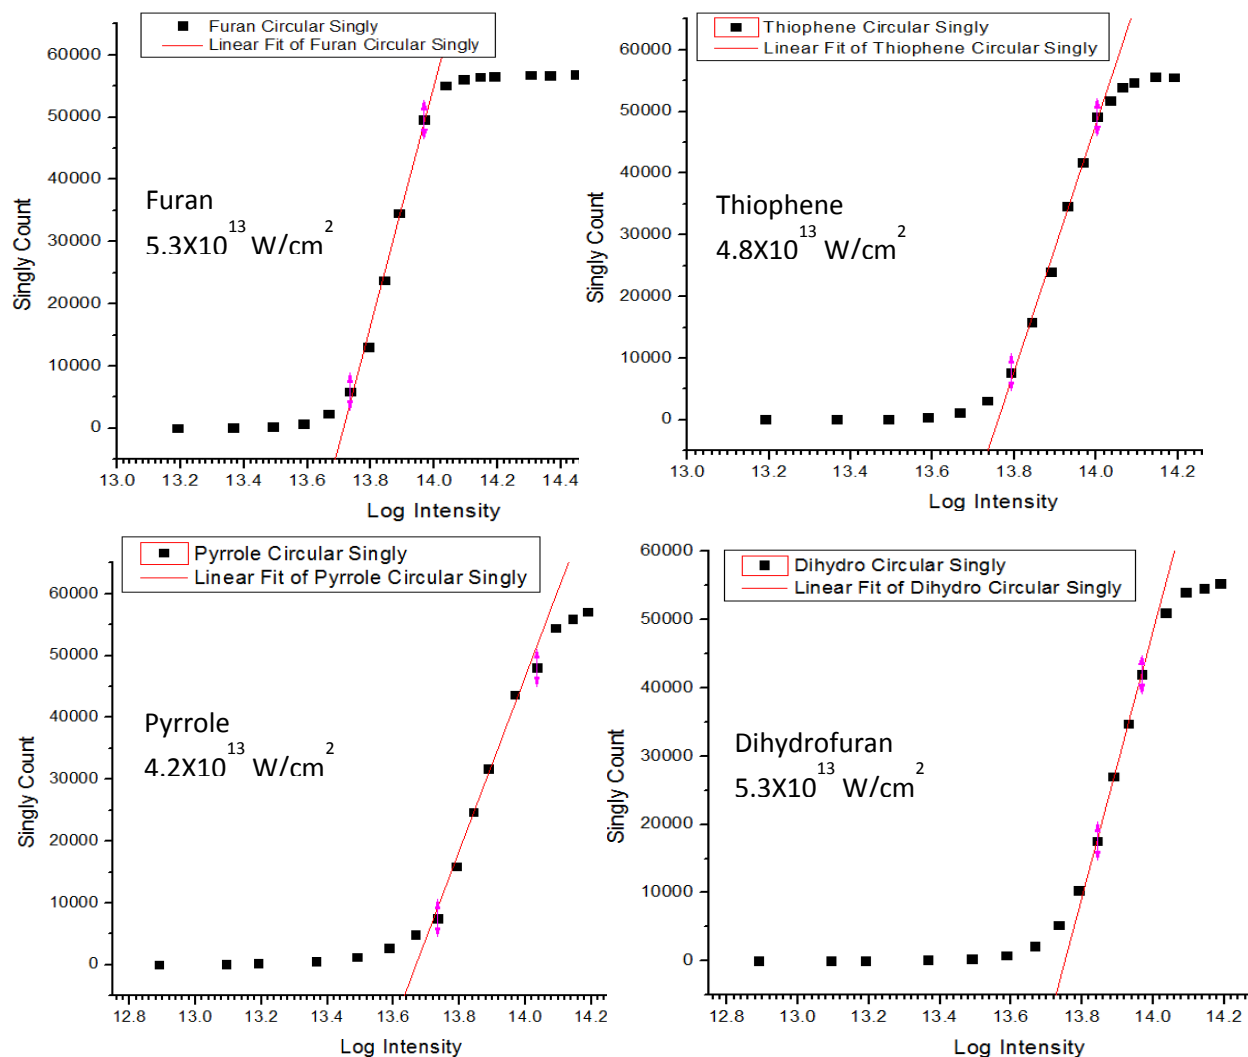 Furan Circular Singly
Linear Fit of Furan Circular Singly
60000
50000
40000
30000
20000
10000
0
Singly Count
Furan
5.3X10^13 W/cm^2
13.0 13.2 13.4 13.6 13.8 14.0 14.2 14.4
Log Intensity
Thiophene Circular Singly
Linear Fit of Thiophene Circular Singly
60000
50000
40000
30000
20000
10000
0
Singly Count
Thiophene
4.8X10^13 W/cm^2
13.0 13.2 13.4 13.6 13.8 14.0 14.2
Log Intensity
Pyrrole Circular Singly
Linear Fit of Pyrrole Circular Singly
60000
50000
40000
30000
20000
10000
0
Singly Count
Pyrrole
4.2X10^13 W/cm^2
12.8 13.0 13.2 13.4 13.6 13.8 14.0 14.2
Log Intensity
Dihydro Circular Singly
Linear Fit of Dihydro Circular Singly
60000
50000
40000
30000
20000
10000
0
Singly Count
Dihydrofuran
5.3X10^13 W/cm^2
12.8 13.0 13.2 13.4 13.6 13.8 14.0 14.2
Log Intensity